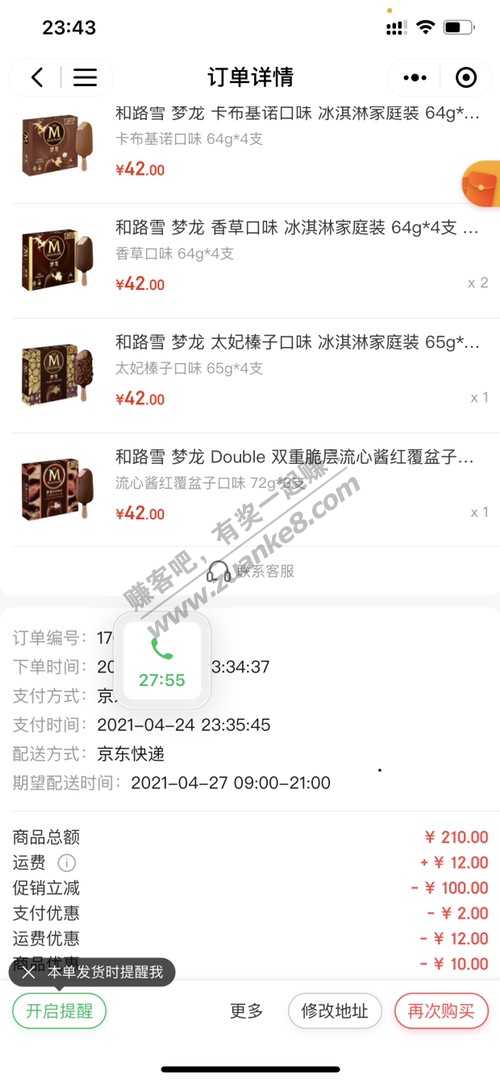 23:43
订单详情
和路雪 梦龙 卡布基诺口味 冰淇淋家庭装 64g*...
卡布基诺口味 64g*4支
¥42.00
和路雪 梦龙 香草口味 冰淇淋家庭装 64g*4支 ...
香草口味 64g*4支
¥42.00
x 2
和路雪 梦龙 太妃榛子口味 冰淇淋家庭装 65g*...
太妃榛子口味 65g*4支
¥42.00
x 1
和路雪 梦龙 Double 双重脆层流心酱红覆盆子...
流心酱红覆盆子口味 72g*3支
¥42.00
x 1
联系客服
赚客吧，有奖一起赚
www.zuanke8.com
订单编号： 17
下单时间： 20 3:34:37
27:55
支付方式： 京
支付时间： 2021-04-24 23:35:45
配送方式： 京东快递
期望配送时间： 2021-04-27 09:00-21:00
商品总额 ¥ 210.00
运费 + ¥ 12.00
促销立减 - ¥ 100.00
支付优惠 - ¥ 2.00
运费优惠 - ¥ 12.00
商品优惠 - ¥ 10.00
本单发货时提醒我
开启提醒
更多
修改地址
再次购买